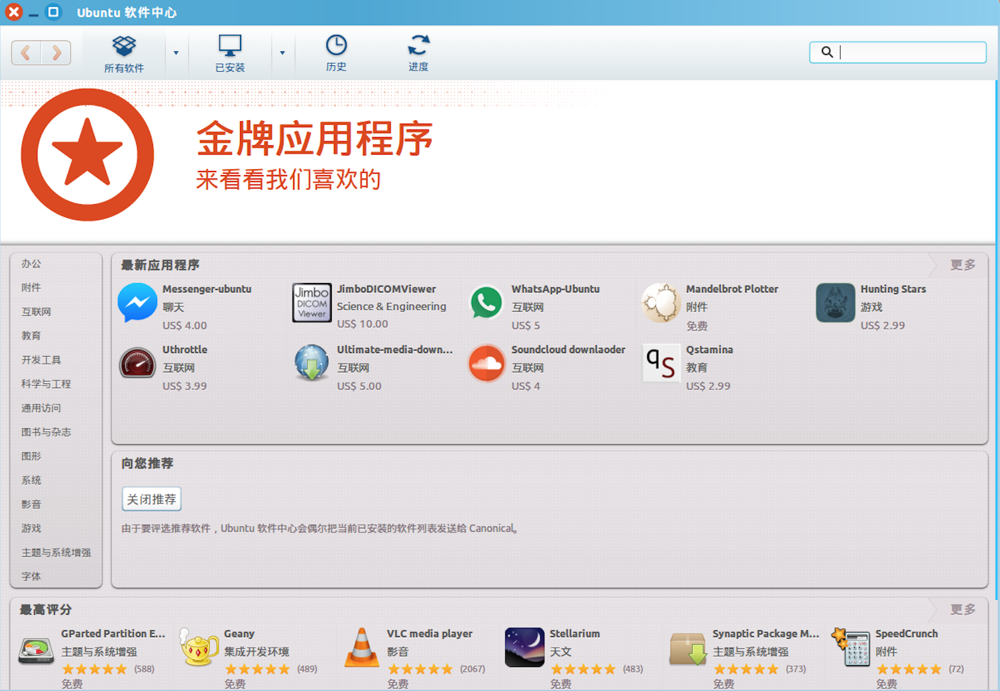 Ubuntu 软件中心
所有软件
已安装
历史
进度
金牌应用程序
来看看我们喜欢的
办公
附件
互联网
教育
开发工具
科学与工程
通用访问
图书与杂志
图形
系统
影音
游戏
主题与系统增强
字体
最新应用程序
更多
Messenger-ubuntu
聊天
US$ 4.00
Jimbo
DICOM
Viewer
JimboDICOMViewer
Science & Engineering
US$ 10.00
WhatsApp-Ubuntu
互联网
US$ 5
Mandelbrot Plotter
附件
免费
Hunting Stars
游戏
US$ 2.99
Uthrottle
互联网
US$ 3.99
Ultimate-media-down...
互联网
US$ 5.00
Soundcloud downlaoder
互联网
US$ 4
qs
Qstamina
教育
US$ 2.99
向您推荐
关闭推荐
由于要评选推荐软件，Ubuntu 软件中心会偶尔把当前已安装的软件列表发送给 Canonical。
最高评分
更多
GParted Partition E...
主题与系统增强
(588)
免费
Geany
集成开发环境
(489)
免费
VLC media player
影音
(2067)
免费
Stellarium
天文
(483)
免费
Synaptic Package M...
主题与系统增强
(373)
免费
SpeedCrunch
附件
(72)
免费